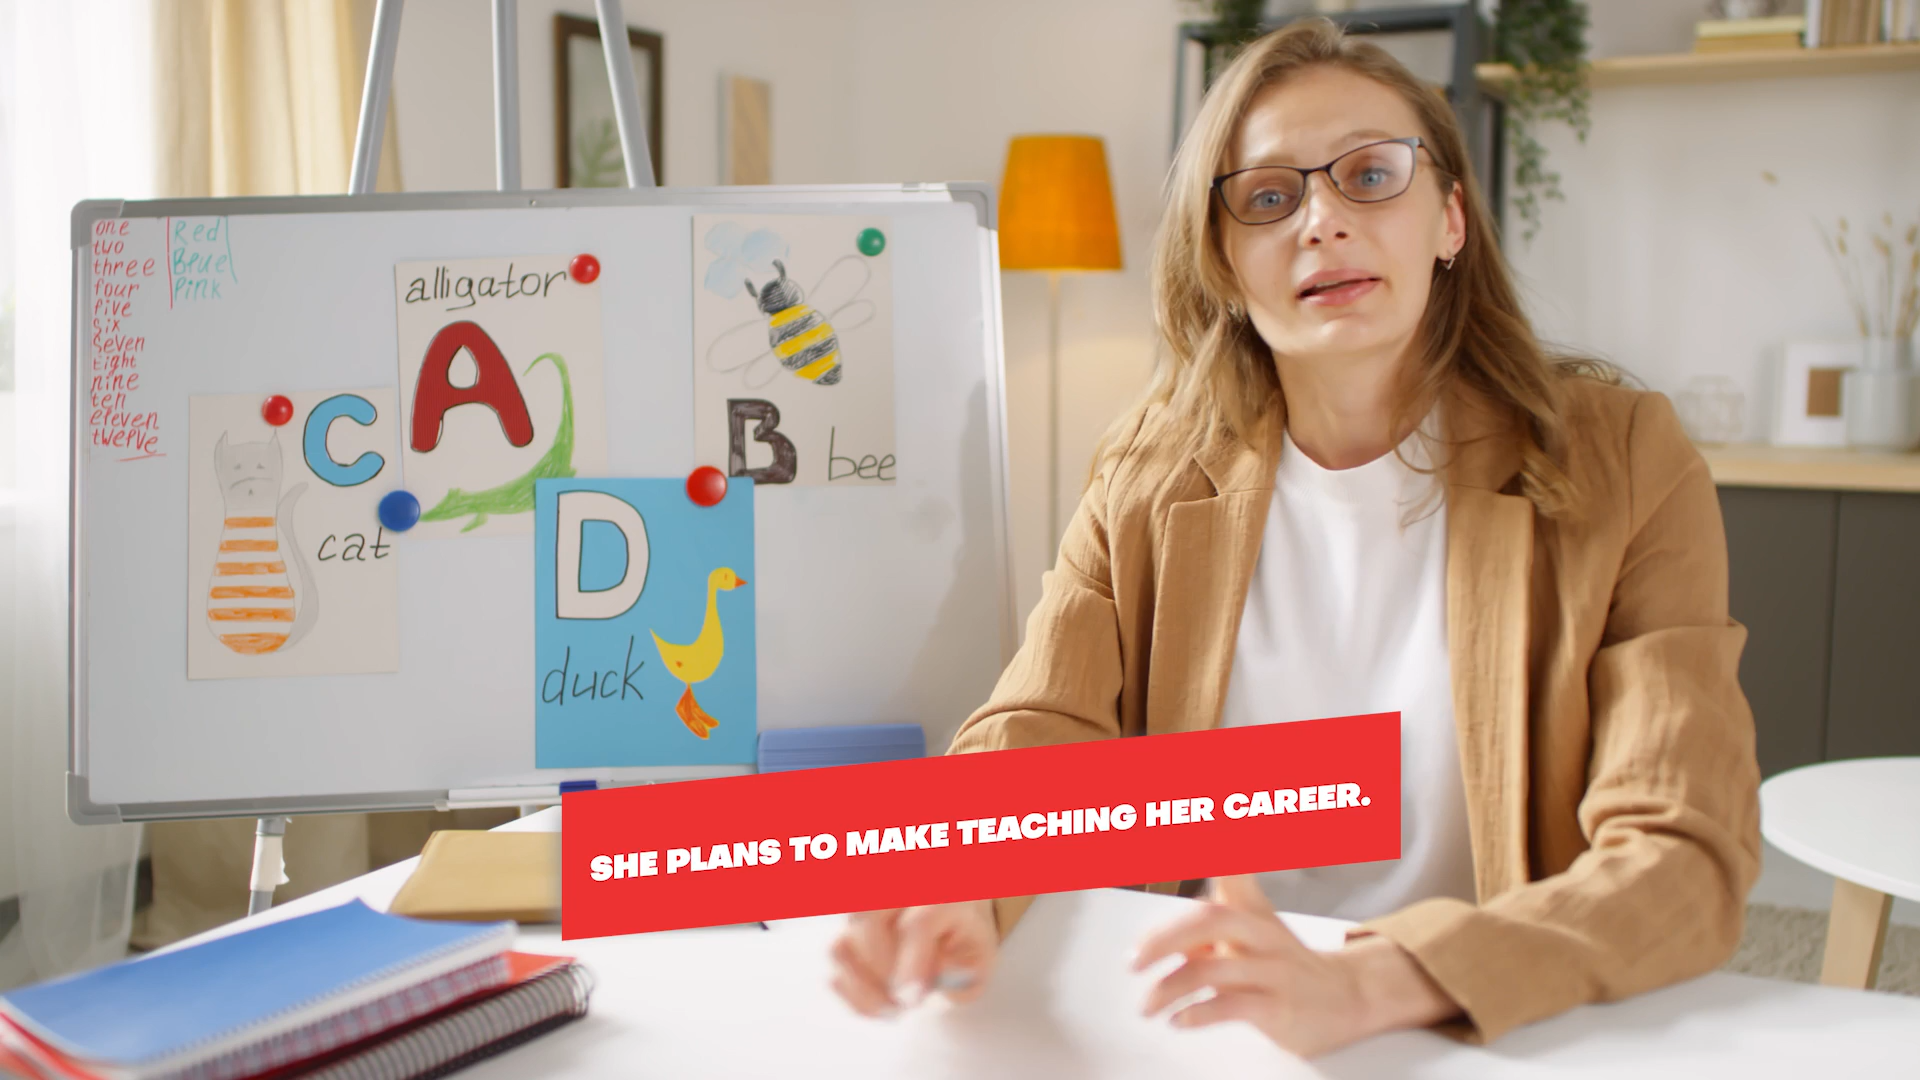 one
two
three
four
five
six
seven
Eight
nine
ten
eleven
twelve
Red
Blue
Pink
alligator
A
B
bee
C
cat
D
duck
SHE PLANS TO MAKE TEACHING HER CAREER.